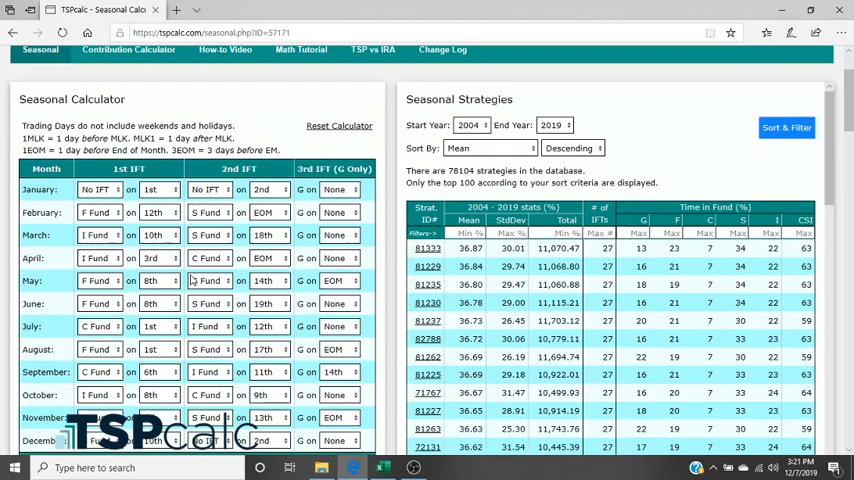 TSPcalc - Seasonal Calcu
https://tspcalc.com/seasonal.php?ID=57171
Seasonal Contribution Calculator How-to Video Math Tutorial TSP vs IRA Change Log
Seasonal Calculator
Trading Days do not include weekends and holidays.
Reset Calculator
1MLK = 1 day before MLK. MLK1 = 1 day after MLK.
1EOM = 1 day before End of Month. 3EOM = 3 days before EM.
Month 1st IFT 2nd IFT 3rd IFT (G Only)
January: No IFT on 1st No IFT on 2nd G on None
February: F Fund on 12th S Fund on EOM G on None
March: I Fund on 10th S Fund on 18th G on None
April: I Fund on 3rd C Fund on EOM G on None
May: F Fund on 8th Fund on 14th G on EOM
June: F Fund on 8th S Fund on 19th G on None
July: C Fund on 1st I Fund on 12th G on None
August: F Fund on 1st S Fund on 17th G on EOM
September: C Fund on 6th I Fund on 11th G on 14th
October: I Fund on 8th C Fund on 9th G on None
November: S Fund on 13th G on EOM
December: 10th No IFT on 2nd G on None
TSPcalc
Seasonal Strategies
Start Year: 2004 End Year: 2019
Sort & Filter
Sort By: Mean Descending
There are 78104 strategies in the database.
Only the top 100 according to your sort criteria are displayed.
Strat. ID# 2004 - 2019 stats (%) # of IFTs Time in Fund (%)
Mean StdDev Total G F C S I CSI
Filters-> Min % Max % Min % Max # Max Max Max Max Max Max
81333 36.87 30.01 11,070.47 27 13 23 7 34 22 63
81229 36.84 29.74 11,068.80 27 16 21 7 34 22 63
81235 36.80 29.47 11,060.88 27 18 19 7 34 22 63
81230 36.78 29.00 11,115.21 27 16 21 7 34 22 63
81237 36.73 26.45 11,703.12 27 20 21 7 30 22 59
82788 36.72 30.06 10,779.11 27 16 21 7 33 23 63
81262 36.69 26.19 11,694.74 27 22 19 7 30 22 59
81225 36.69 29.18 10,922.01 27 16 21 7 33 23 63
71767 36.67 31.47 10,499.93 27 16 20 7 33 24 64
81227 36.65 28.91 10,914.19 27 18 20 7 33 23 63
81263 36.63 25.30 11,743.76 27 22 19 7 30 22 59
72131 36.62 31.54 10,445.39 27 17 19 7 33 24 64
Type here to search
3:21 PM
12/7/2019